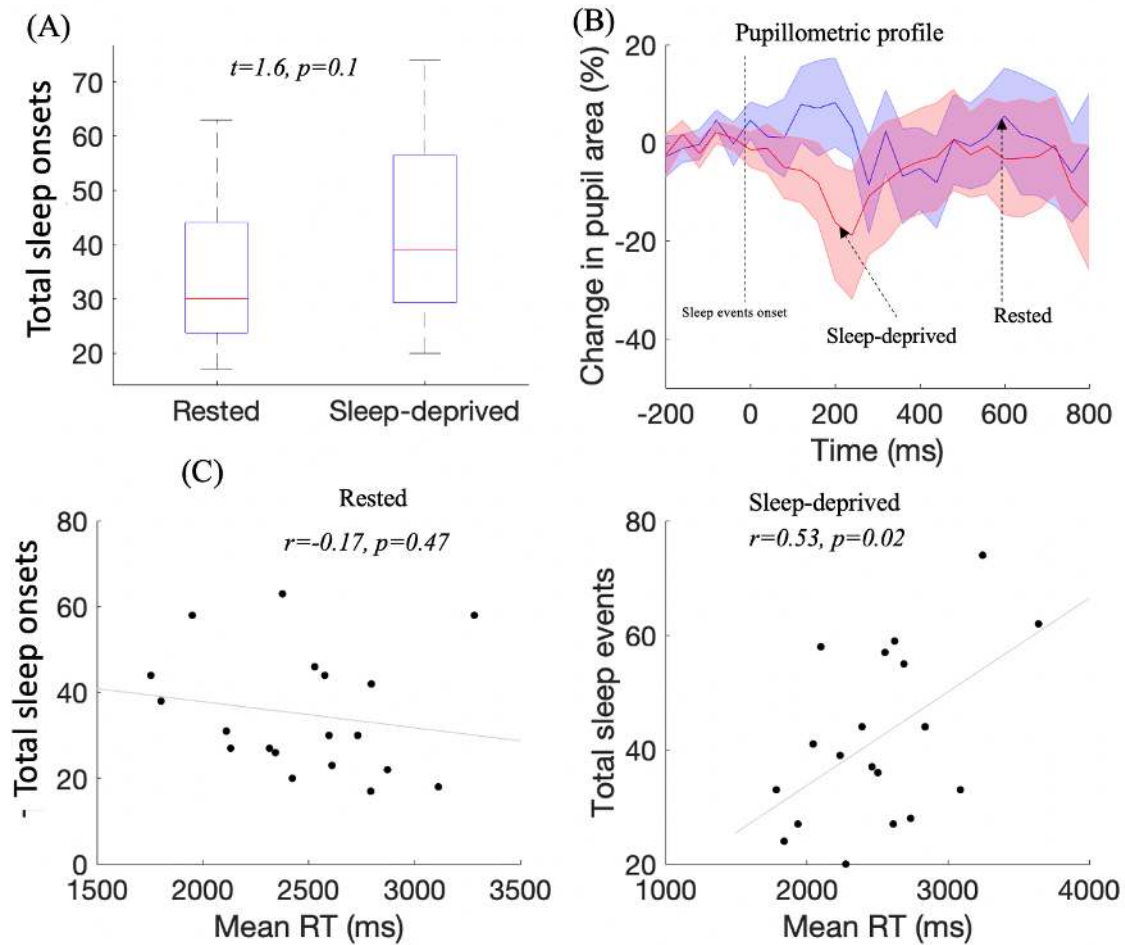 (A)
t=1.6, p=0.1
Total sleep onsets
70
60
50
40
30
20
Rested
Sleep-deprived
(B)
Pupillometric profile
Change in pupil area (%)
20
0
-20
-40
Sleep events onset
Sleep-deprived
Rested
-200
0
200
400
600
800
Time (ms)
(C)
Rested
r=-0.17, p=0.47
- Total sleep onsets
80
60
40
20
0
1500
2000
2500
3000
3500
Mean RT (ms)
Sleep-deprived
r=0.53, p=0.02
Total sleep events
80
60
40
20
1000
2000
3000
4000
Mean RT (ms)